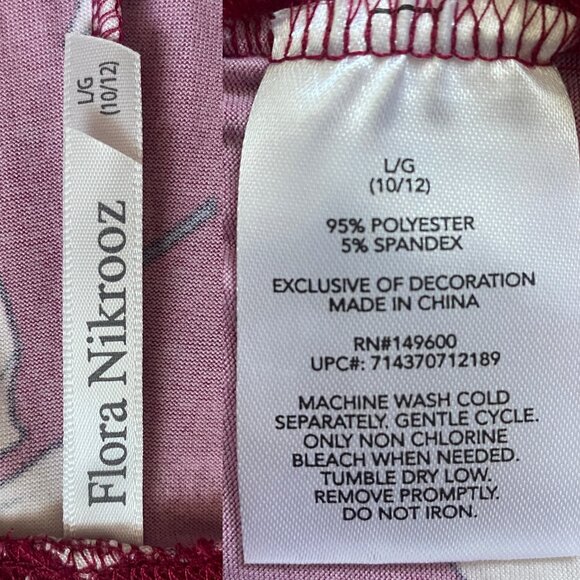 L/G
(10/12)
Flora Nikrooz
L/G
(10/12)
95% POLYESTER
5% SPANDEX
EXCLUSIVE OF DECORATION
MADE IN CHINA
RN#149600
UPC#: 714370712189
MACHINE WASH COLD
SEPARATELY. GENTLE CYCLE.
ONLY NON CHLORINE
BLEACH WHEN NEEDED.
TUMBLE DRY LOW.
REMOVE PROMPTLY.
DO NOT IRON.